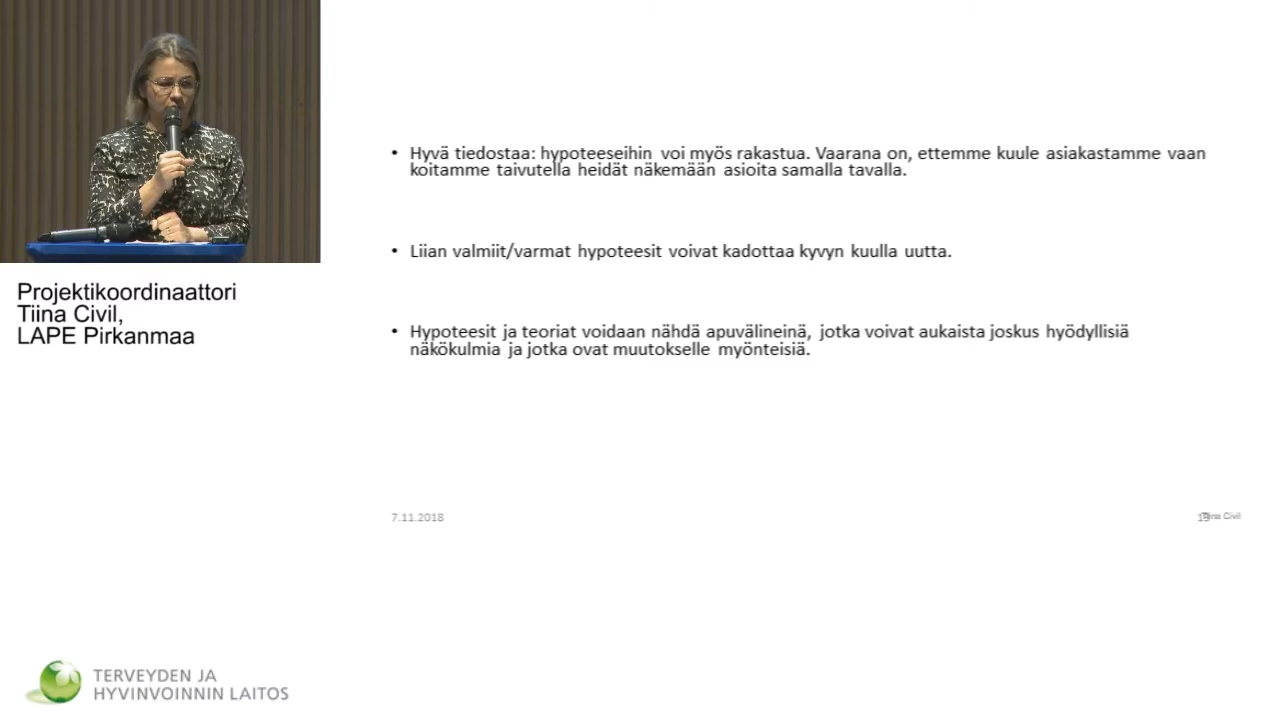 • Hyvä tiedostaa: hypoteeseihin voi myös rakastua. Vaarana on, ettemme kuule asiakastamme vaan
koitamme taivutella heidät näkemään asioita samalla tavalla.
• Liian valmiit/varmat hypoteesit voivat kadottaa kyvyn kuulla uutta.
Projektikoordinaattori
Tiina Civil,
LAPE Pirkanmaa
• Hypoteesit ja teoriat voidaan nähdä apuvälineinä, jotka voivat aukaista joskus hyödyllisiä
näkökulmia ja jotka ovat muutokselle myönteisiä.
7.11.2018
Civil
TERVEYDEN JA
HYVINVOINNIN LAITOS